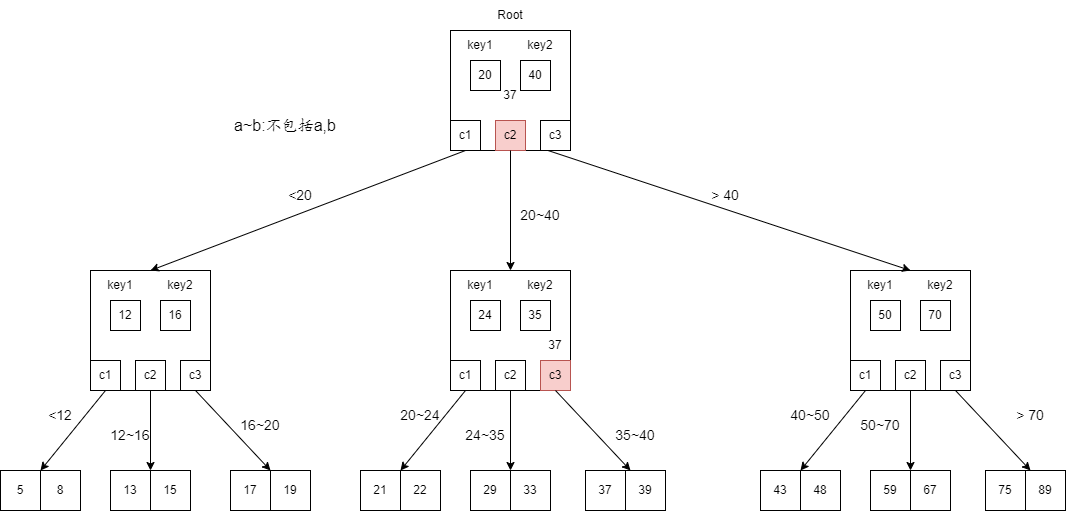 Root
key1 key2
20 40
37
a~b:不包括a,b
c1 c2 c3
<20
20~40
> 40
key1 key2
12 16
c1 c2 c3
key1 key2
24 35
37
c1 c2 c3
key1 key2
50 70
c1 c2 c3
<12
12~16
16~20
20~24
24~35
35~40
40~50
50~70
> 70
5 8
13 15
17 19
21 22
29 33
37 39
43 48
59 67
75 89